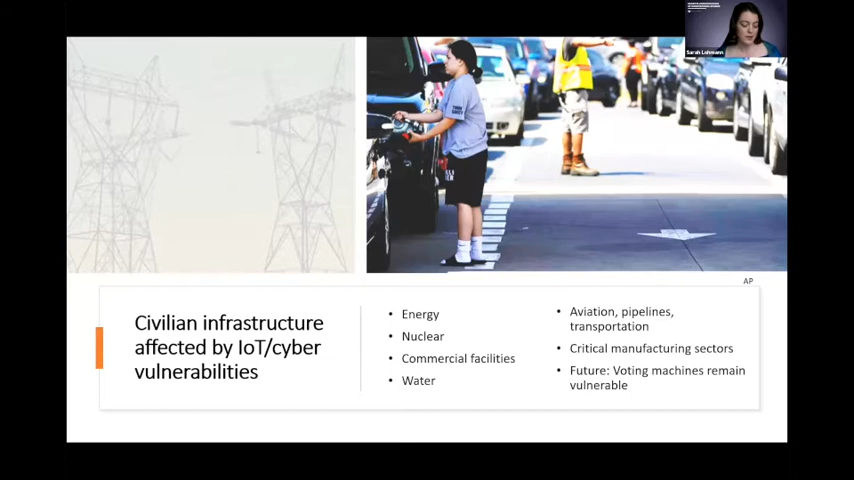 Sarah Lohmann
AP
Civilian infrastructure
affected by IoT/cyber
vulnerabilities
• Energy
• Nuclear
• Commercial facilities
• Water
• Aviation, pipelines,
transportation
• Critical manufacturing sectors
• Future: Voting machines remain
vulnerable